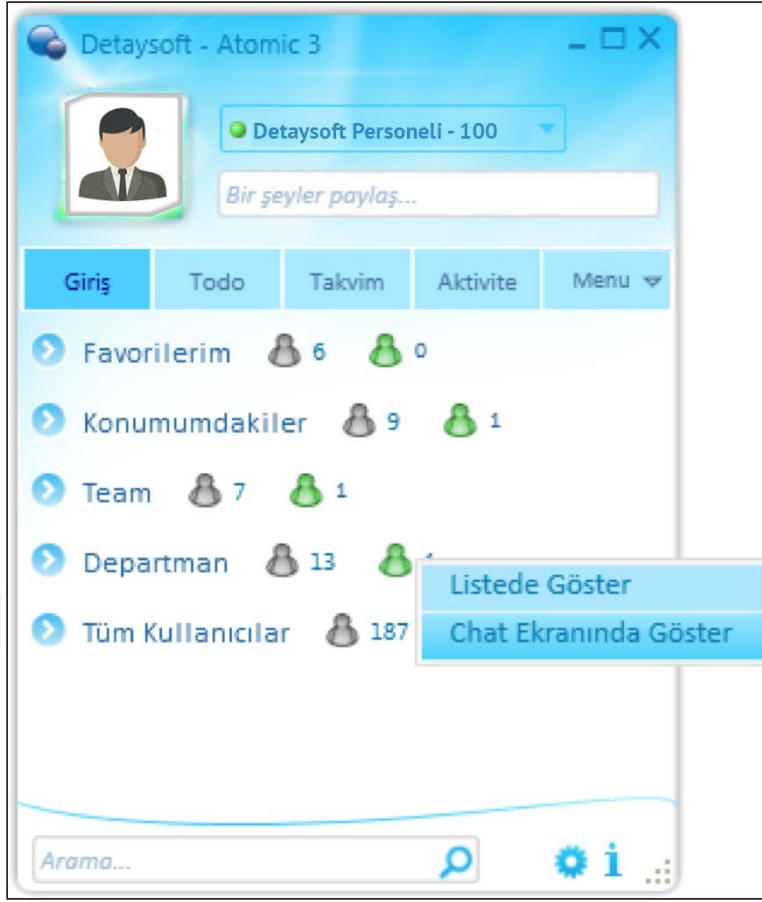 Detaysoft - Atomic 3
Detaysoft Personeli - 100
Bir şeyler paylaş...
Giriş Todo Takvim Aktivite Menu
Favorilerim 6 0
Konumumdakiler 9 1
Team 7 1
Departman 13
Listede Göster
Tüm Kullanıcılar 187
Chat Ekranında Göster
Arama...